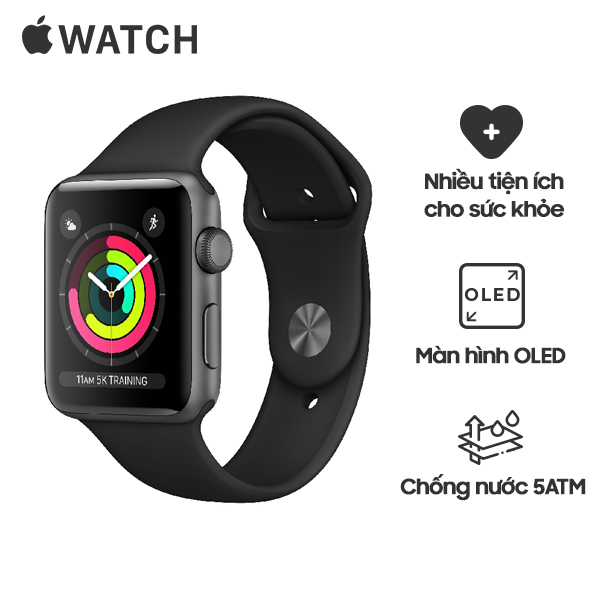 WATCH
Nhiều tiện ích
cho sức khỏe
OLED
Màn hình OLED
11AM 5K TRAINING
Chống nước 5ATM